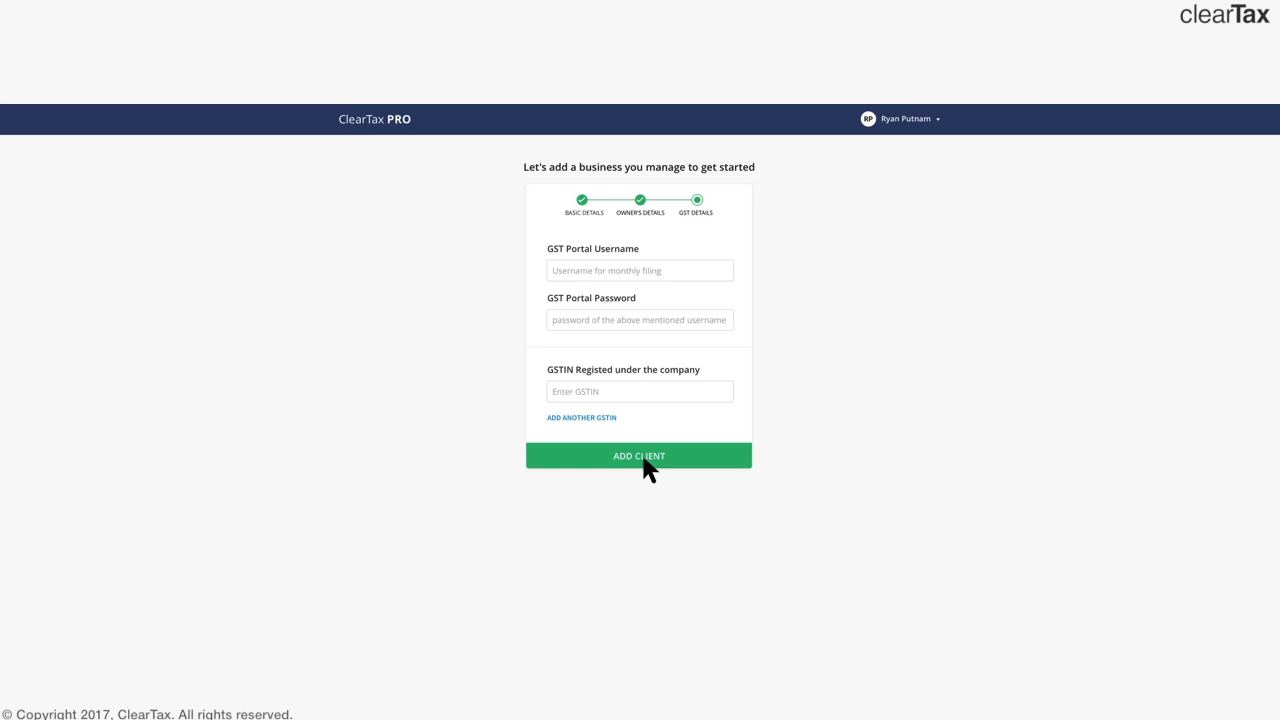 clearTax
ClearTax PRO
RP Ryan Putnam
Let's add a business you manage to get started
BASIC DETAILS OWNER'S DETAILS GST DETAILS
GST Portal Username
Username for monthly filing
GST Portal Password
password of the above mentioned username
GSTIN Registed under the company
Enter GSTIN
ADD ANOTHER GSTIN
ADD CLIENT
© Copyright 2017, ClearTax. All rights reserved.